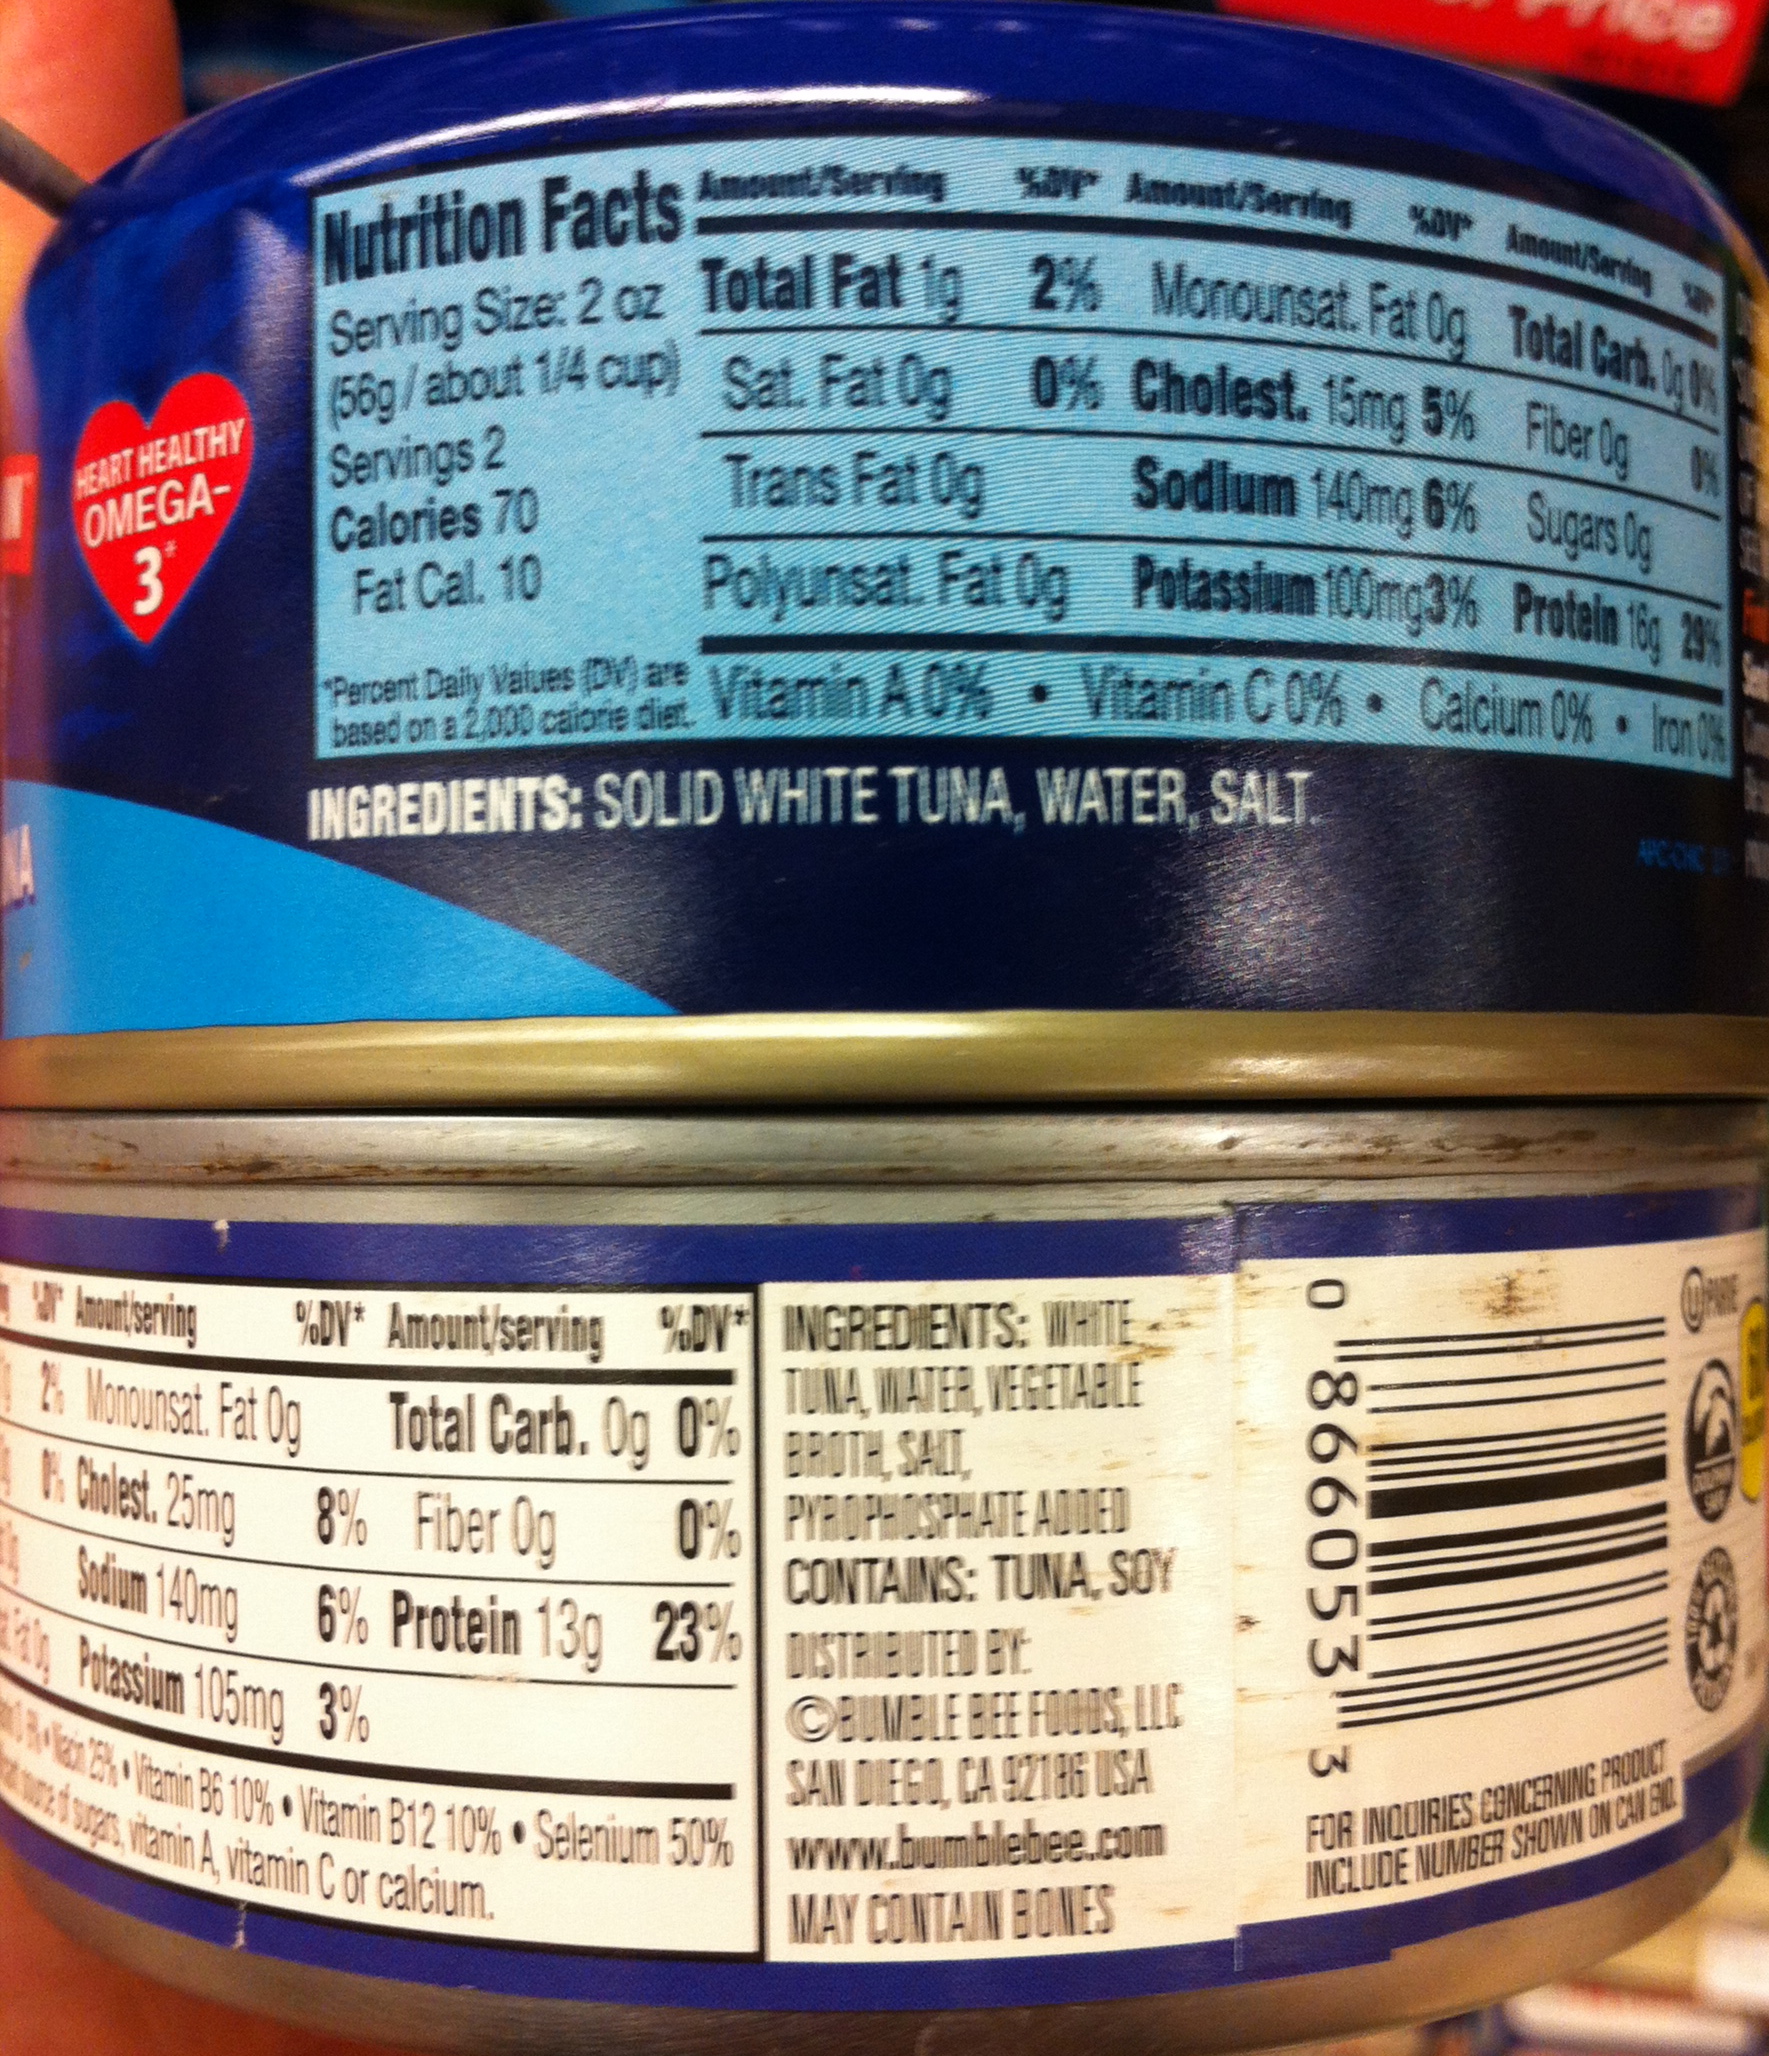 HEART HEALTHY
OMEGA-
3*
Nutrition Facts
Serving Size: 2 oz
(56g / about 1/4 cup)
Servings 2
Calories 70
Fat Cal. 10
*Percent Daily Values (DV) are
based on a 2,000 calorie diet.
Amount/Serving %DV* Amount/Serving %DV* Amount/Serving %DV*
Total Fat 1g 2% Monounsat. Fat 0g Total Carb. 0g 0%
Sat. Fat 0g 0% Cholest. 15mg 5% Fiber 0g 0%
Trans Fat 0g Sodium 140mg 6% Sugars 0g
Polyunsat. Fat 0g Potassium 100mg 3% Protein 16g 29%
Vitamin A 0% • Vitamin C 0% • Calcium 0% • Iron 0%
INGREDIENTS: SOLID WHITE TUNA, WATER, SALT.
%DV* Amount/serving %DV* Amount/serving %DV*
2% Monounsat. Fat 0g Total Carb. 0g 0%
0% Cholest. 25mg 8% Fiber 0g 0%
Sodium 140mg 6% Protein 13g 23%
Fat 0g Potassium 105mg 3%
• Niacin 25% • Vitamin B6 10% • Vitamin B12 10% • Selenium 50%
source of sugars, vitamin A, vitamin C or calcium.
INGREDIENTS: WHITE
TUNA, WATER, VEGETABLE
BROTH, SALT,
PYROPHOSPHATE ADDED
CONTAINS: TUNA, SOY
DISTRIBUTED BY:
©BUMBLE BEE FOODS, LLC
SAN DIEGO, CA 92186 USA
www.bumblebee.com
MAY CONTAIN BONES
0 86605 3 3
U PARVE
FOR INQUIRIES CONCERNING PRODUCT
INCLUDE NUMBER SHOWN ON CAN END.